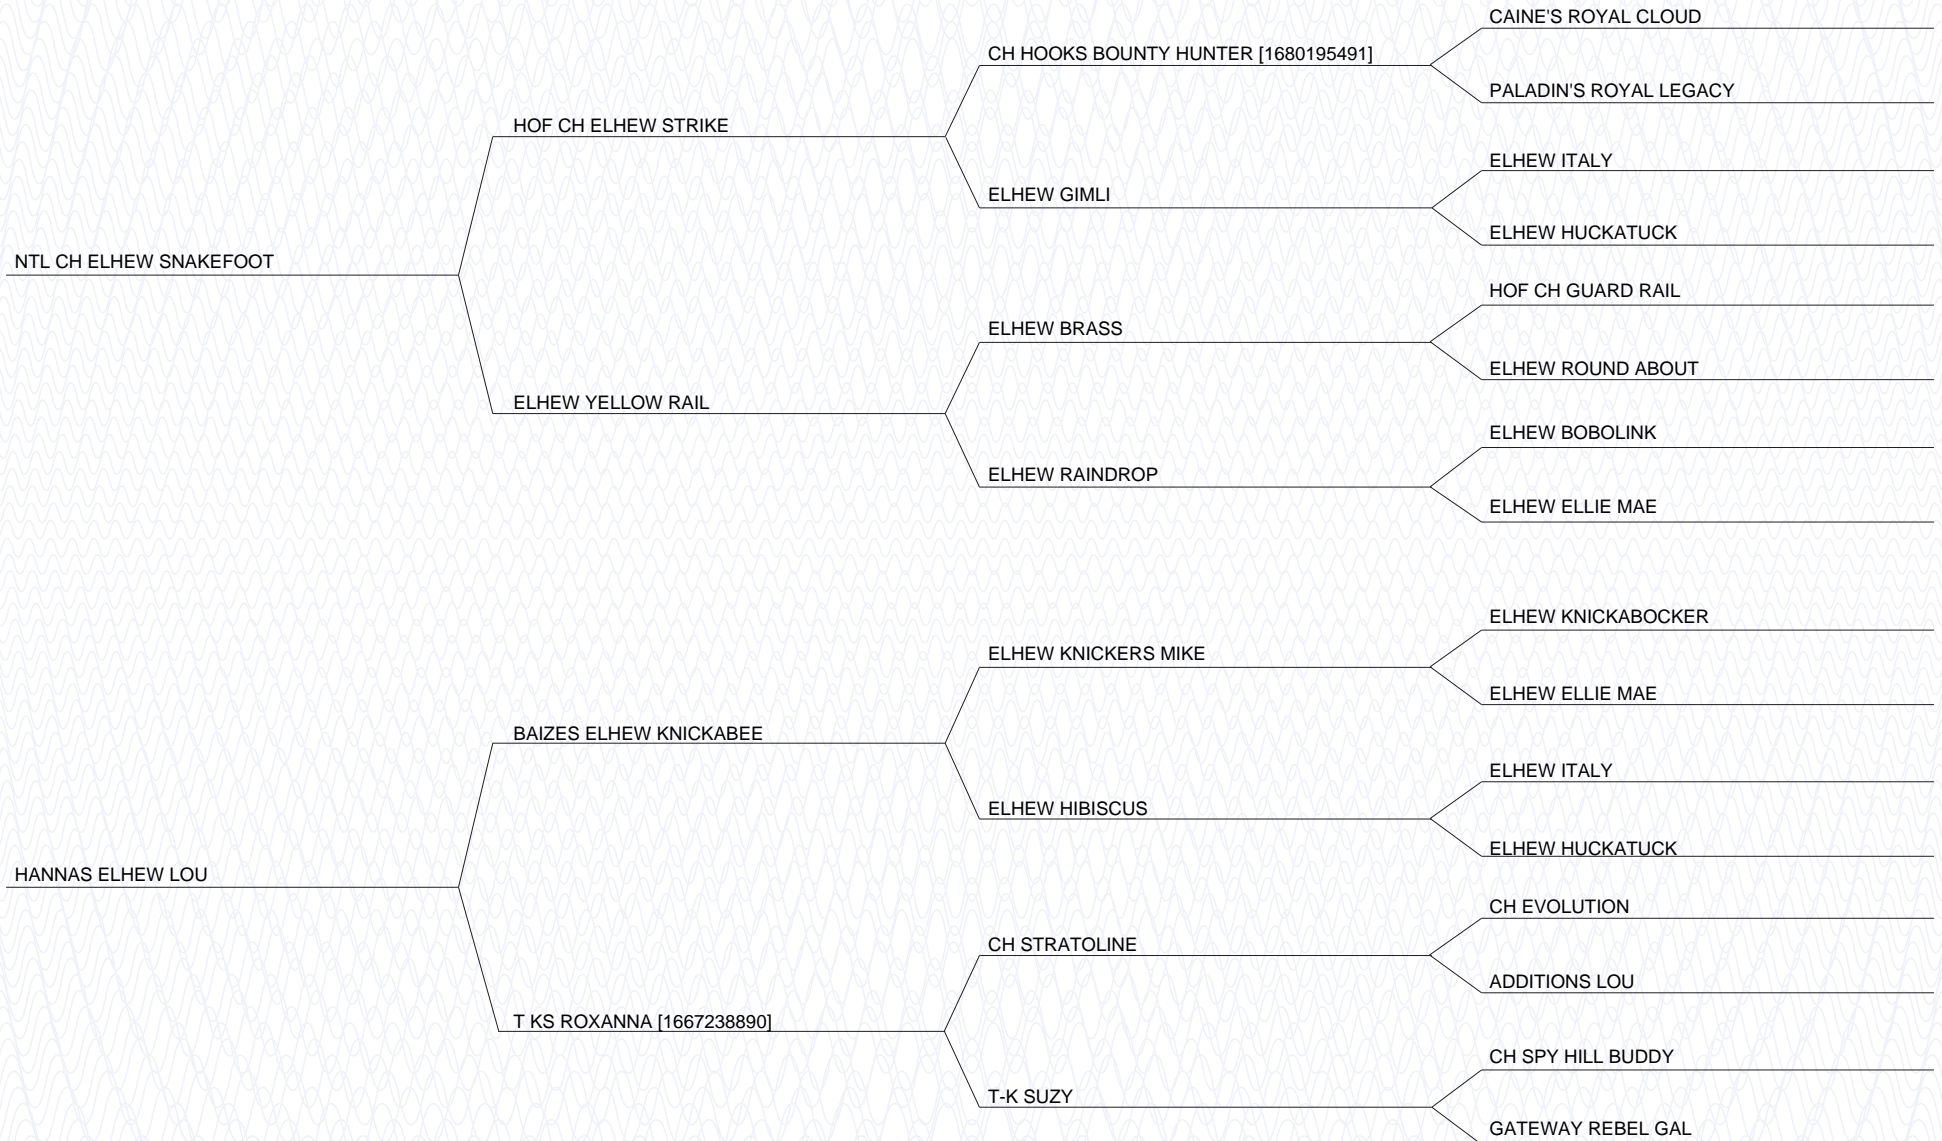 CAINE'S ROYAL CLOUD
CH HOOKS BOUNTY HUNTER [1680195491]
PALADIN'S ROYAL LEGACY
HOF CH ELHEW STRIKE
ELHEW ITALY
ELHEW GIMLI
ELHEW HUCKATUCK
NTL CH ELHEW SNAKEFOOT
HOF CH GUARD RAIL
ELHEW BRASS
ELHEW ROUND ABOUT
ELHEW YELLOW RAIL
ELHEW BOBOLINK
ELHEW RAINDROP
ELHEW ELLIE MAE
ELHEW KNICKABOCKER
ELHEW KNICKERS MIKE
ELHEW ELLIE MAE
BAIZES ELHEW KNICKABEE
ELHEW ITALY
ELHEW HIBISCUS
ELHEW HUCKATUCK
HANNAS ELHEW LOU
CH EVOLUTION
CH STRATOLINE
ADDITIONS LOU
T KS ROXANNA [1667238890]
CH SPY HILL BUDDY
T-K SUZY
GATEWAY REBEL GAL